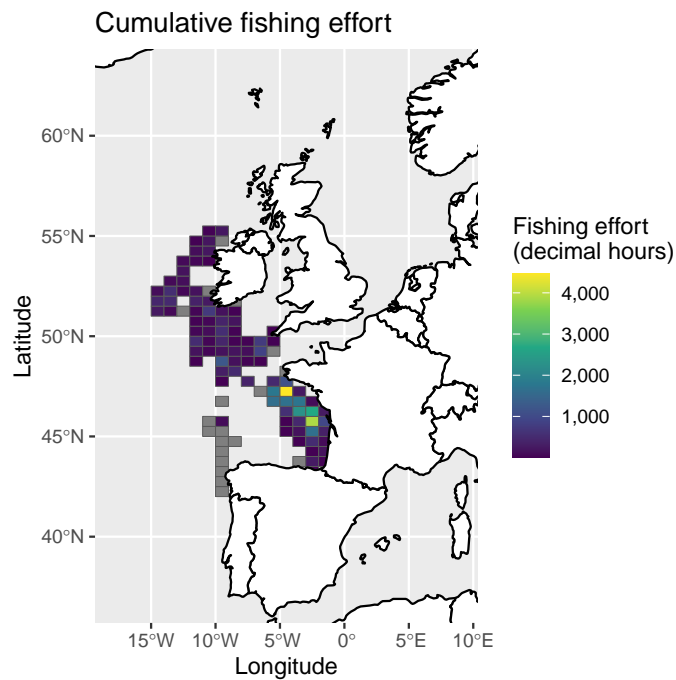 Cumulative fishing effort
60°N
55°N
50°N
45°N
40°N
Latitude
15°W
10°W
5°W
0°
5°E
10°E
Longitude
Fishing effort
(decimal hours)
4,000
3,000
2,000
1,000